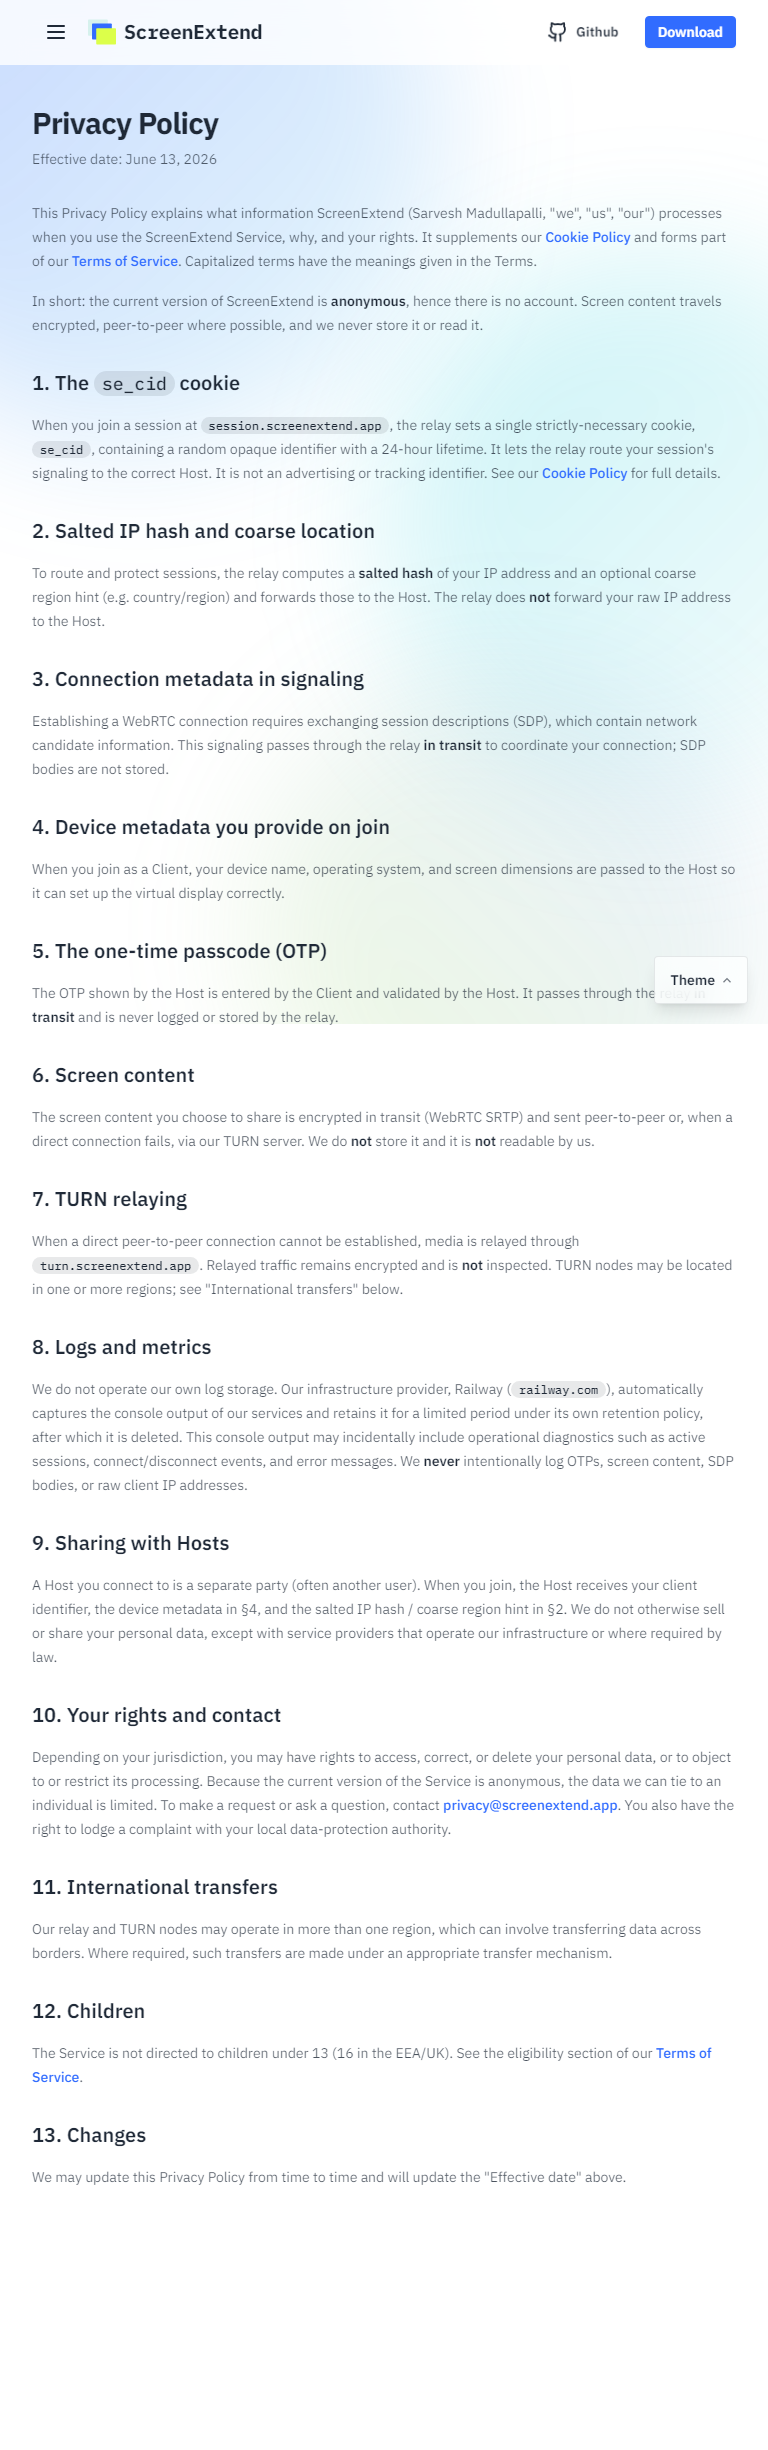 ScreenExtend
Github
Download
Privacy Policy
Effective date: June 13, 2026
This Privacy Policy explains what information ScreenExtend (Sarvesh Madullapalli, "we", "us", "our") processes
when you use the ScreenExtend Service, why, and your rights. It supplements our Cookie Policy and forms part
of our Terms of Service. Capitalized terms have the meanings given in the Terms.
In short: the current version of ScreenExtend is anonymous, hence there is no account. Screen content travels
encrypted, peer-to-peer where possible, and we never store it or read it.
1. The se_cid cookie
When you join a session at session.screenextend.app, the relay sets a single strictly-necessary cookie,
se_cid, containing a random opaque identifier with a 24-hour lifetime. It lets the relay route your session's
signaling to the correct Host. It is not an advertising or tracking identifier. See our Cookie Policy for full details.
2. Salted IP hash and coarse location
To route and protect sessions, the relay computes a salted hash of your IP address and an optional coarse
region hint (e.g. country/region) and forwards those to the Host. The relay does not forward your raw IP address
to the Host.
3. Connection metadata in signaling
Establishing a WebRTC connection requires exchanging session descriptions (SDP), which contain network
candidate information. This signaling passes through the relay in transit to coordinate your connection; SDP
bodies are not stored.
4. Device metadata you provide on join
When you join as a Client, your device name, operating system, and screen dimensions are passed to the Host so
it can set up the virtual display correctly.
5. The one-time passcode (OTP)
Theme
The OTP shown by the Host is entered by the Client and validated by the Host. It passes through the relay in
transit and is never logged or stored by the relay.
6. Screen content
The screen content you choose to share is encrypted in transit (WebRTC SRTP) and sent peer-to-peer or, when a
direct connection fails, via our TURN server. We do not store it and it is not readable by us.
7. TURN relaying
When a direct peer-to-peer connection cannot be established, media is relayed through
turn.screenextend.app. Relayed traffic remains encrypted and is not inspected. TURN nodes may be located
in one or more regions; see "International transfers" below.
8. Logs and metrics
We do not operate our own log storage. Our infrastructure provider, Railway (railway.com), automatically
captures the console output of our services and retains it for a limited period under its own retention policy,
after which it is deleted. This console output may incidentally include operational diagnostics such as active
sessions, connect/disconnect events, and error messages. We never intentionally log OTPs, screen content, SDP
bodies, or raw client IP addresses.
9. Sharing with Hosts
A Host you connect to is a separate party (often another user). When you join, the Host receives your client
identifier, the device metadata in §4, and the salted IP hash / coarse region hint in §2. We do not otherwise sell
or share your personal data, except with service providers that operate our infrastructure or where required by
law.
10. Your rights and contact
Depending on your jurisdiction, you may have rights to access, correct, or delete your personal data, or to object
to or restrict its processing. Because the current version of the Service is anonymous, the data we can tie to an
individual is limited. To make a request or ask a question, contact privacy@screenextend.app. You also have the
right to lodge a complaint with your local data-protection authority.
11. International transfers
Our relay and TURN nodes may operate in more than one region, which can involve transferring data across
borders. Where required, such transfers are made under an appropriate transfer mechanism.
12. Children
The Service is not directed to children under 13 (16 in the EEA/UK). See the eligibility section of our Terms of
Service.
13. Changes
We may update this Privacy Policy from time to time and will update the "Effective date" above.